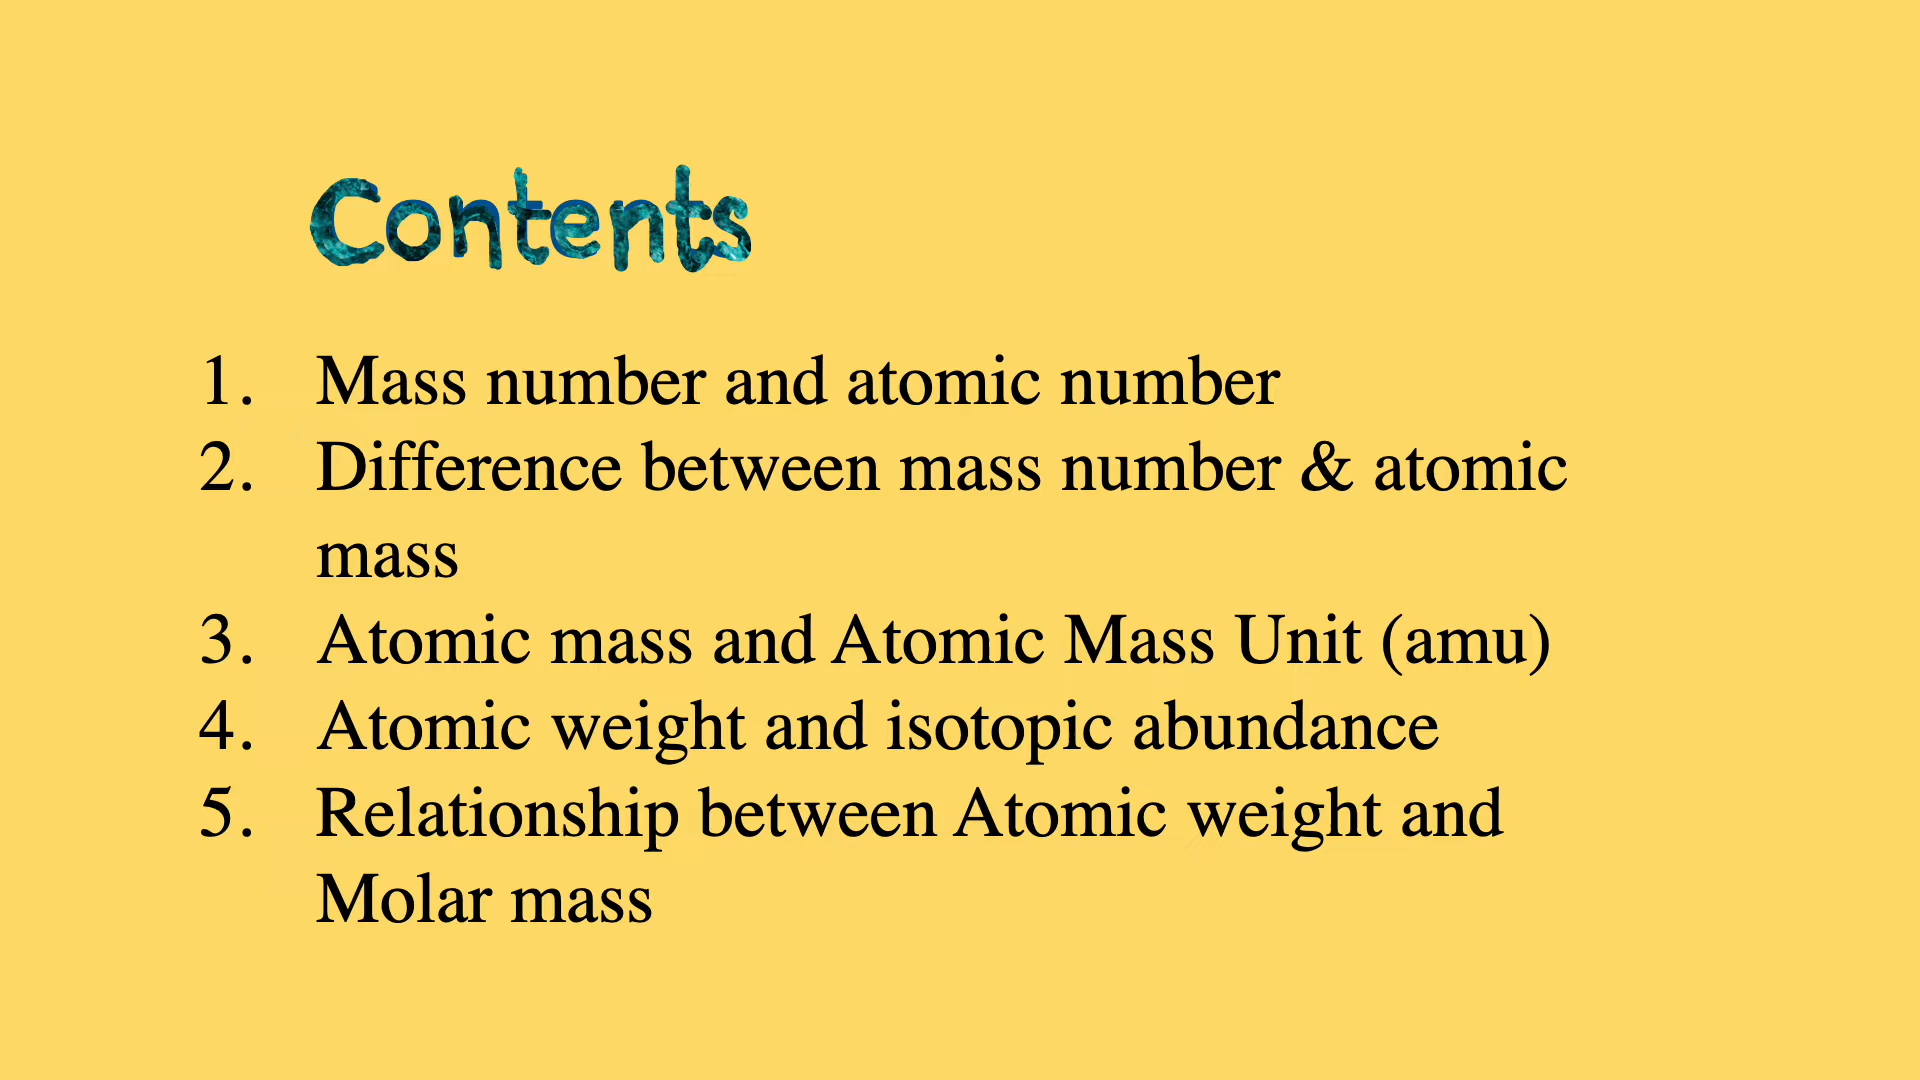 Contents
1. Mass number and atomic number
2. Difference between mass number & atomic
mass
3. Atomic mass and Atomic Mass Unit (amu)
4. Atomic weight and isotopic abundance
5. Relationship between Atomic weight and
Molar mass